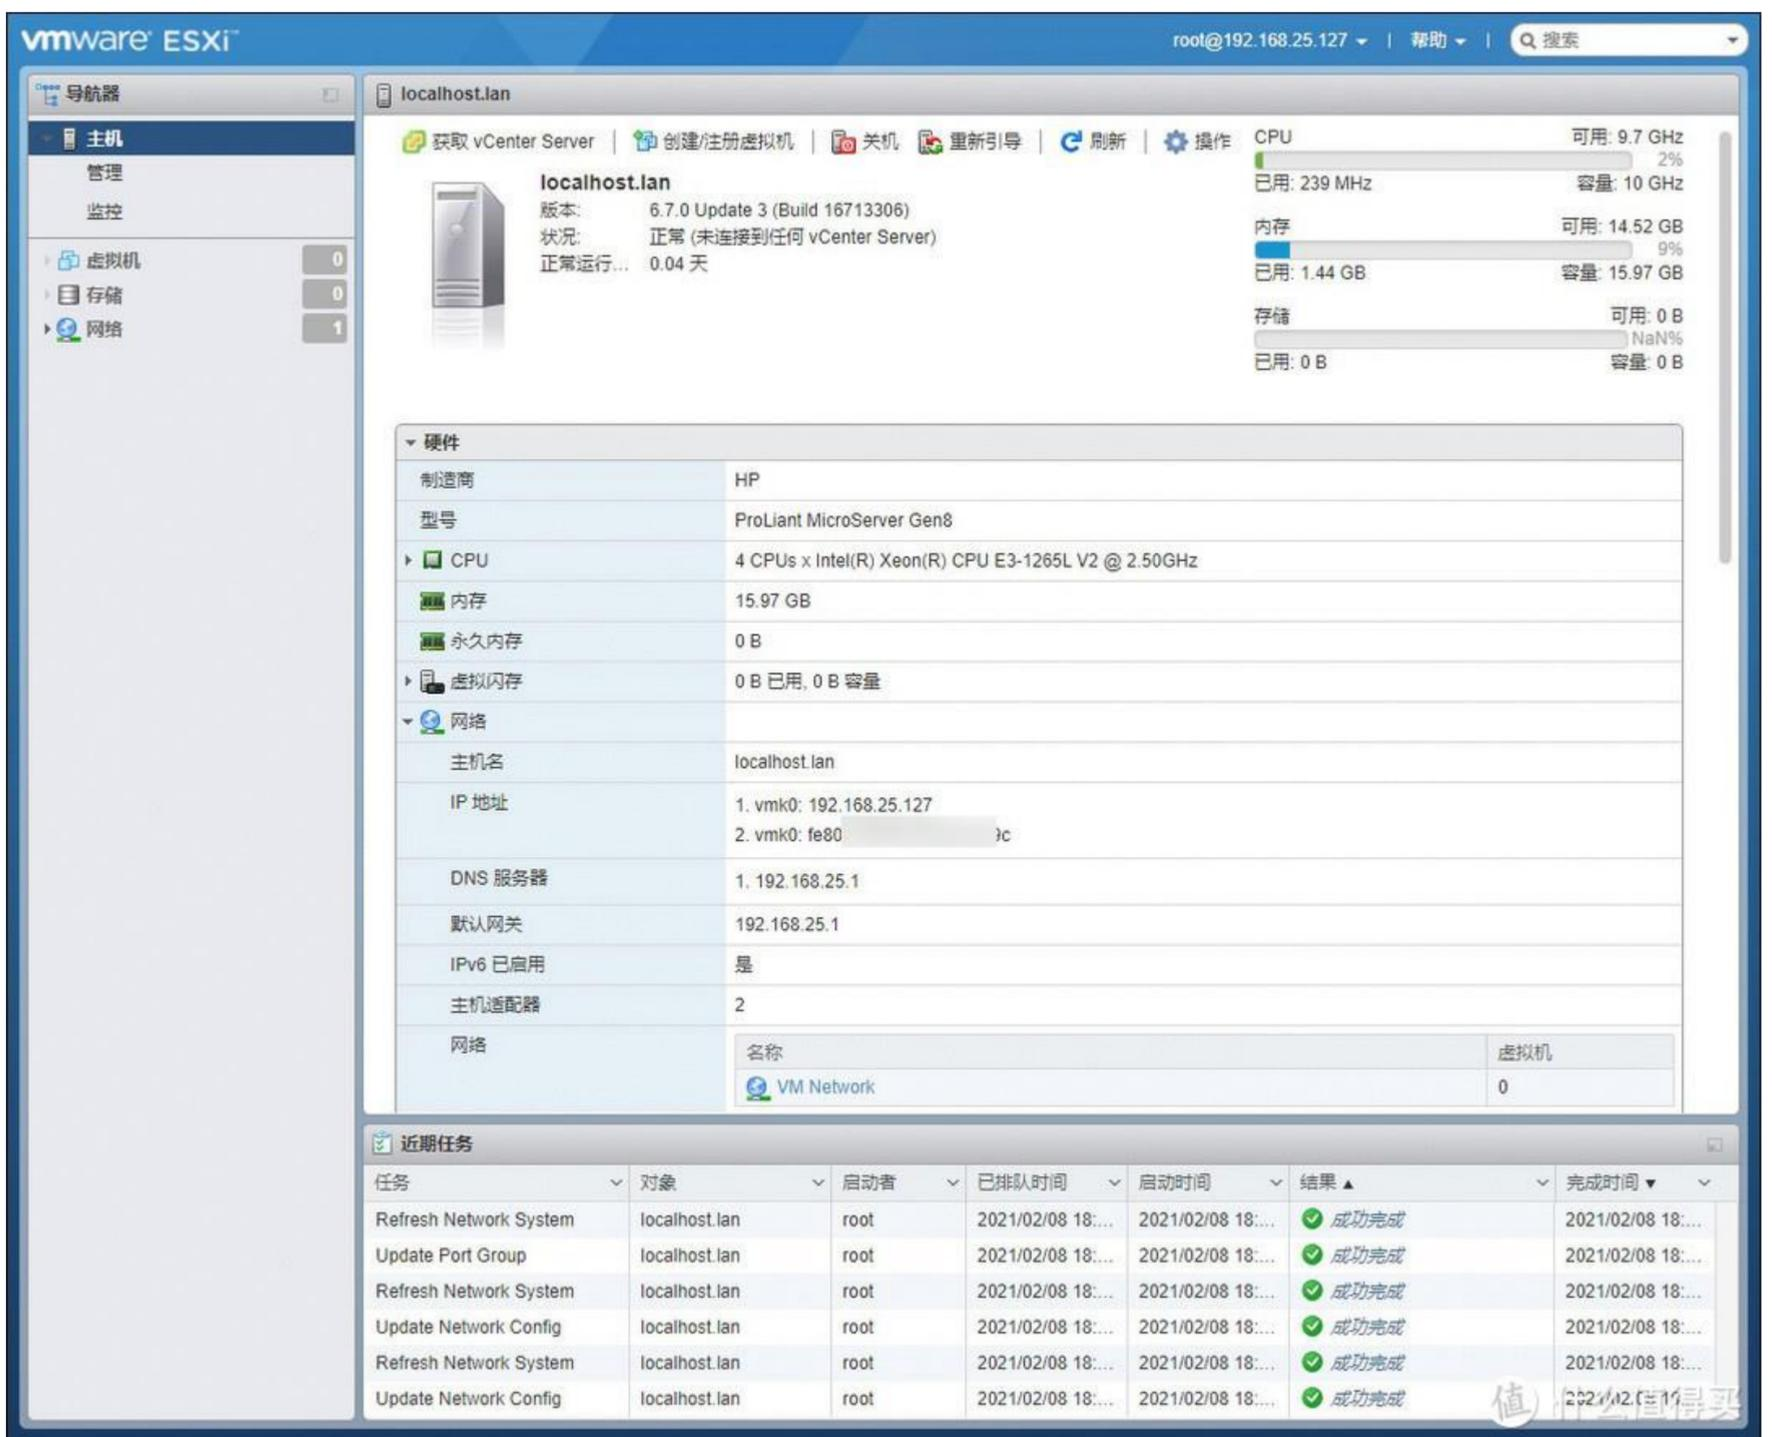 vmware ESXi™
root@192.168.25.127 | 帮助 | 搜索
导航器
主机
管理
监控
虚拟机 0
存储 0
网络 1
localhost.lan
获取 vCenter Server | 创建/注册虚拟机 | 关机 重新引导 | 刷新 | 操作
localhost.lan
版本: 6.7.0 Update 3 (Build 16713306)
状况: 正常 (未连接到任何 vCenter Server)
正常运行... 0.04 天
CPU 可用: 9.7 GHz
2%
已用: 239 MHz 容量: 10 GHz
内存 可用: 14.52 GB
9%
已用: 1.44 GB 容量: 15.97 GB
存储 可用: 0 B
NaN%
已用: 0 B 容量: 0 B
硬件
制造商 HP
型号 ProLiant MicroServer Gen8
CPU 4 CPUs x Intel(R) Xeon(R) CPU E3-1265L V2 @ 2.50GHz
内存 15.97 GB
永久内存 0 B
虚拟闪存 0 B 已用, 0 B 容量
网络
主机名 localhost.lan
IP 地址 1. vmk0: 192.168.25.127
2. vmk0: fe80
DNS 服务器 1. 192.168.25.1
默认网关 192.168.25.1
IPv6 已启用 是
主机适配器 2
网络 名称 虚拟机
VM Network 0
近期任务
任务 对象 启动者 已排队时间 启动时间 结果▲ 完成时间▼
Refresh Network System localhost.lan root 2021/02/08 18:... 2021/02/08 18:... 成功完成 2021/02/08 18:...
Update Port Group localhost.lan root 2021/02/08 18:... 2021/02/08 18:... 成功完成 2021/02/08 18:...
Refresh Network System localhost.lan root 2021/02/08 18:... 2021/02/08 18:... 成功完成 2021/02/08 18:...
Update Network Config localhost.lan root 2021/02/08 18:... 2021/02/08 18:... 成功完成 2021/02/08 18:...
Refresh Network System localhost.lan root 2021/02/08 18:... 2021/02/08 18:... 成功完成 2021/02/08 18:...
Update Network Config localhost.lan root 2021/02/08 18:... 2021/02/08 18:... 成功完成
值 什么值得买